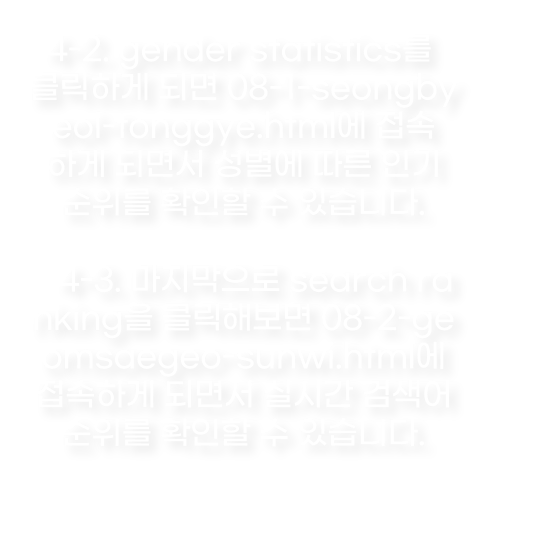 4-2. gender statistics를
클릭하게 되면 08-1-seongby
eol-tonggye.html에 접속
하게 되면서 성별에 따른 인기
순위를 확인할 수 있습니다.
4-3. 마지막으로 search ra
nking을 클릭해보면 08-2-ge
omsaegeo-sunwi.html에
접속하게 되면서 실시간 검색어
순위를 확인할 수 있습니다.